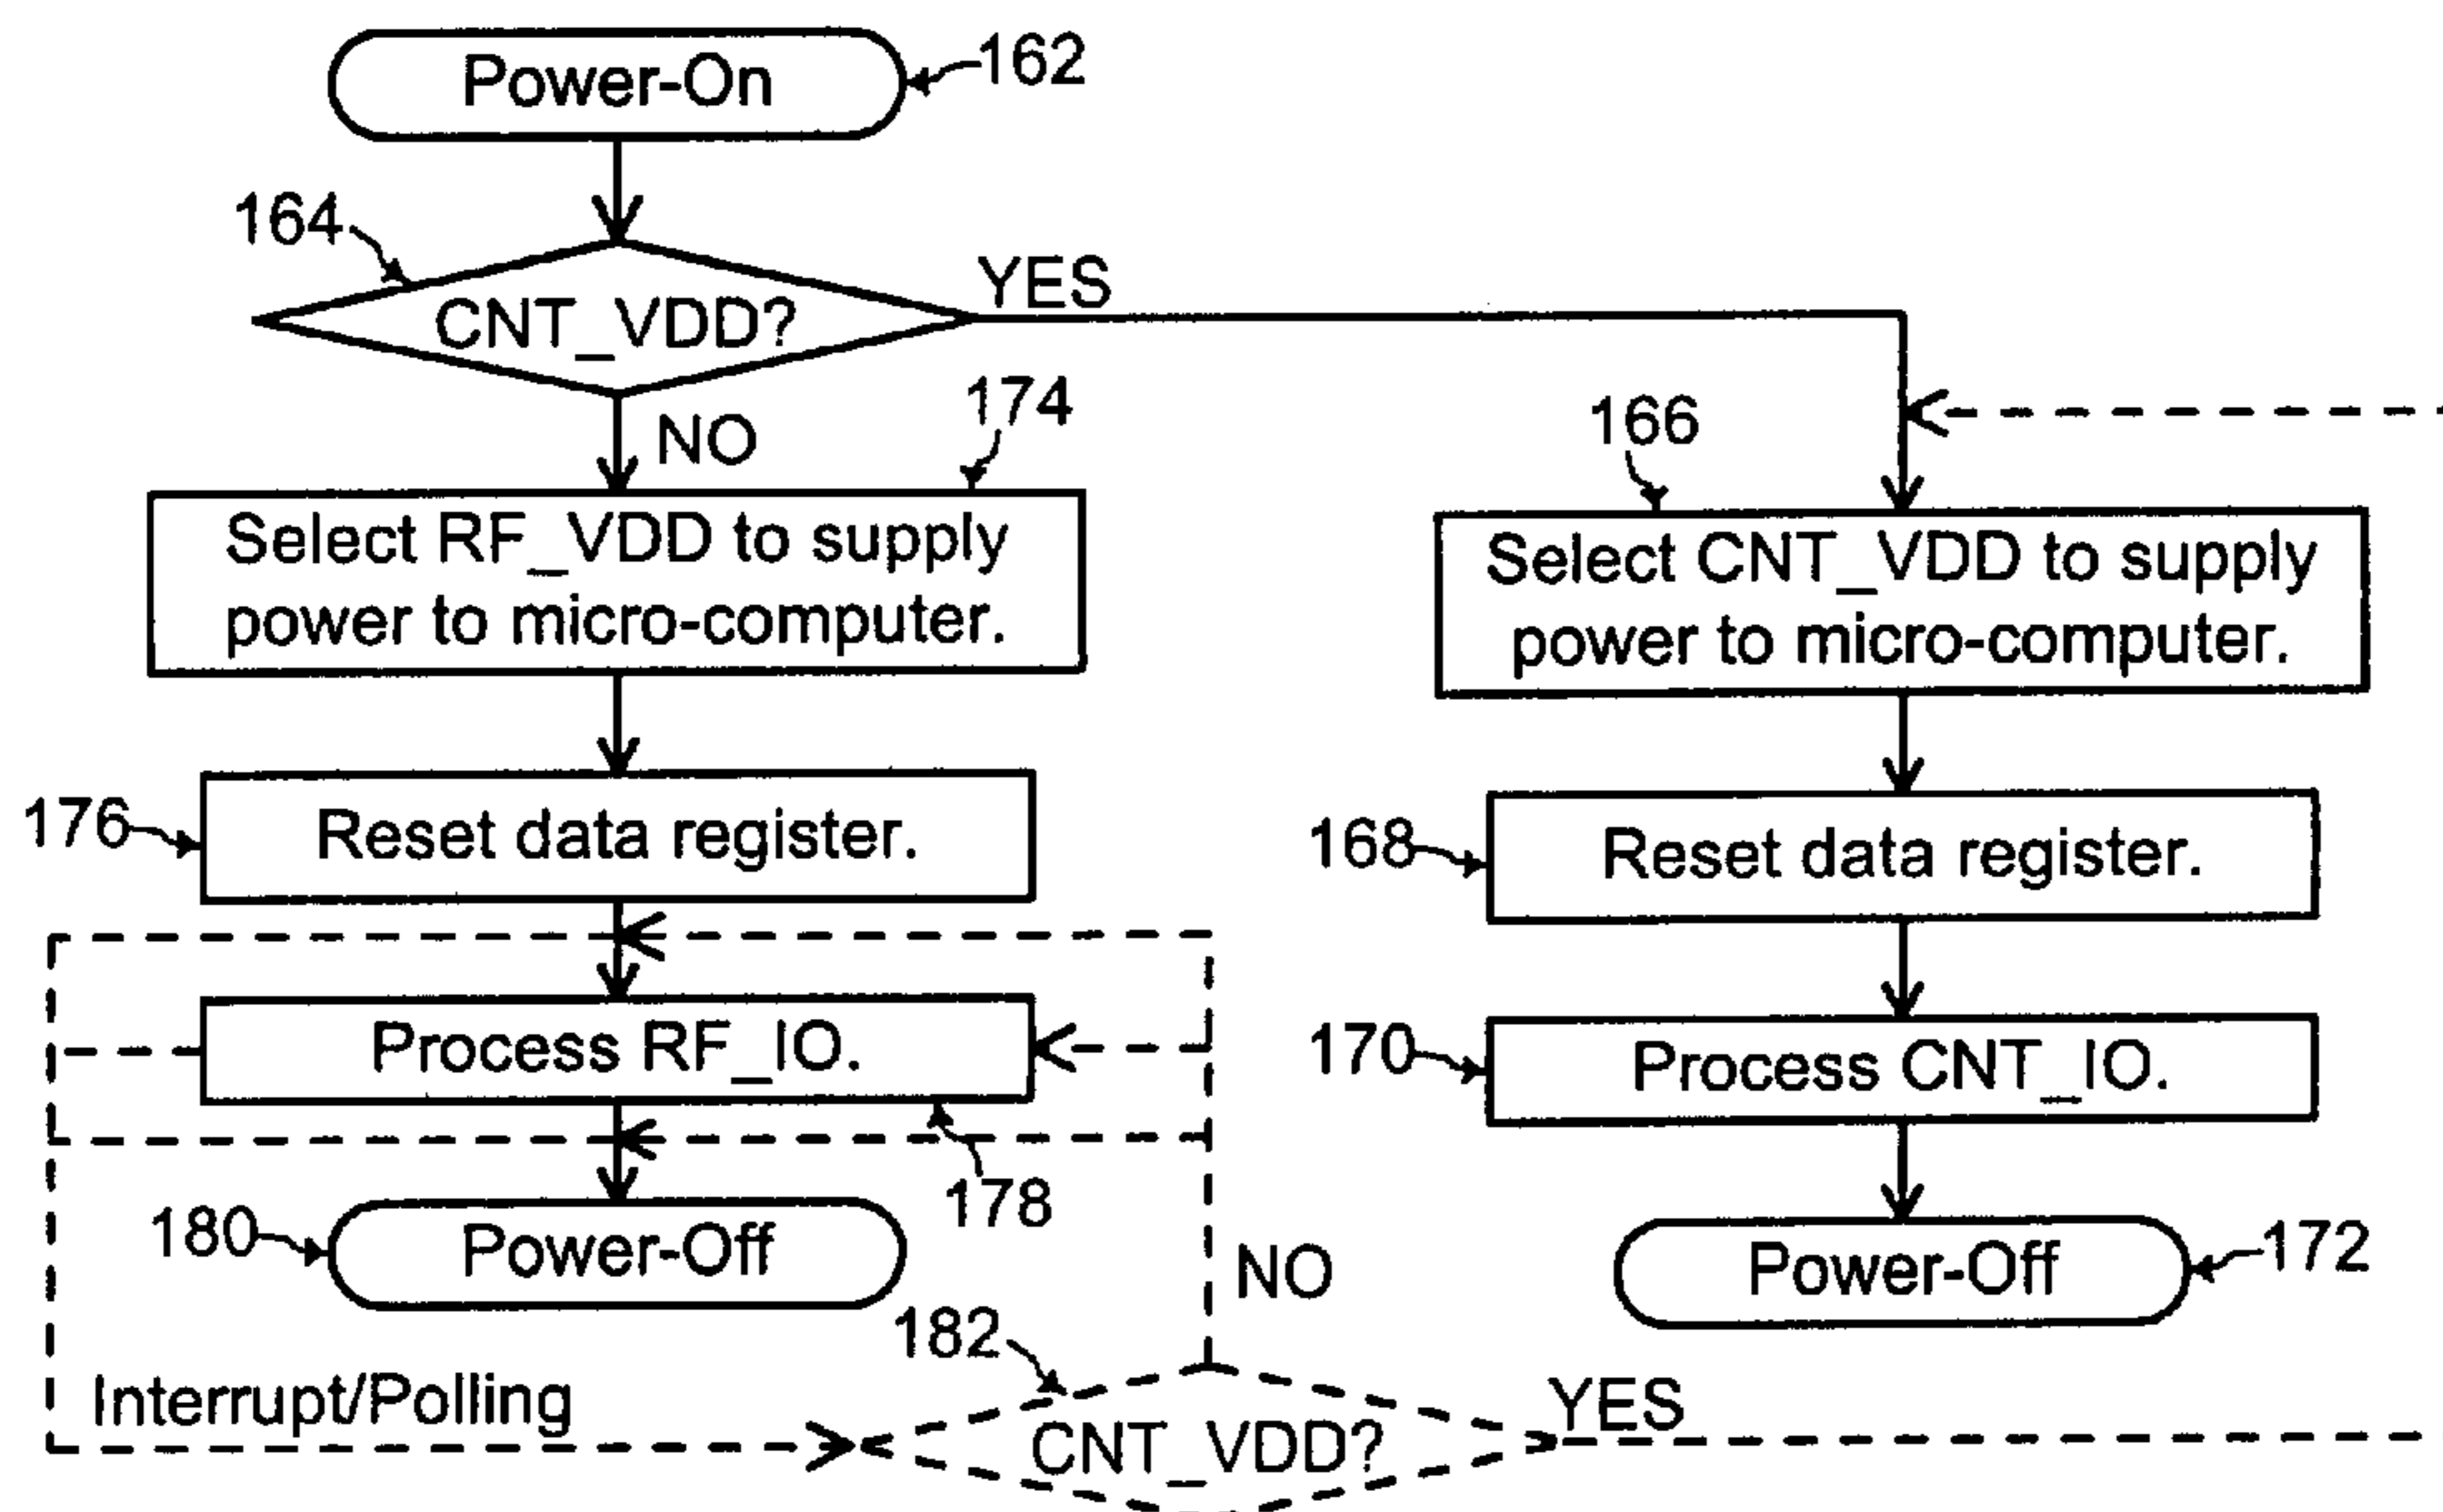 Power-On
162
164
CNT_VDD?
YES
NO
174
Select RF_VDD to supply
power to micro-computer.
176
Reset data register.
Process RF_IO.
178
180
Power-Off
Interrupt/Polling
182
CNT_VDD?
NO
YES
166
Select CNT_VDD to supply
power to micro-computer.
168
Reset data register.
170
Process CNT_IO.
Power-Off
172